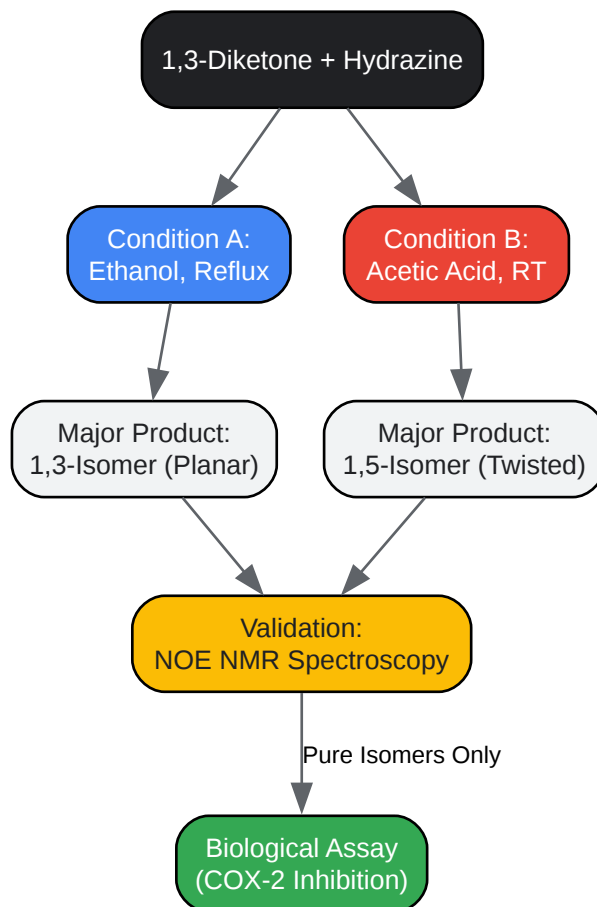 1,3-Diketone + Hydrazine
Condition A:
Ethanol, Reflux
Condition B:
Acetic Acid, RT
Major Product:
1,3-Isomer (Planar)
Major Product:
1,5-Isomer (Twisted)
Validation:
NOE NMR Spectroscopy
Pure Isomers Only
Biological Assay
(COX-2 Inhibition)